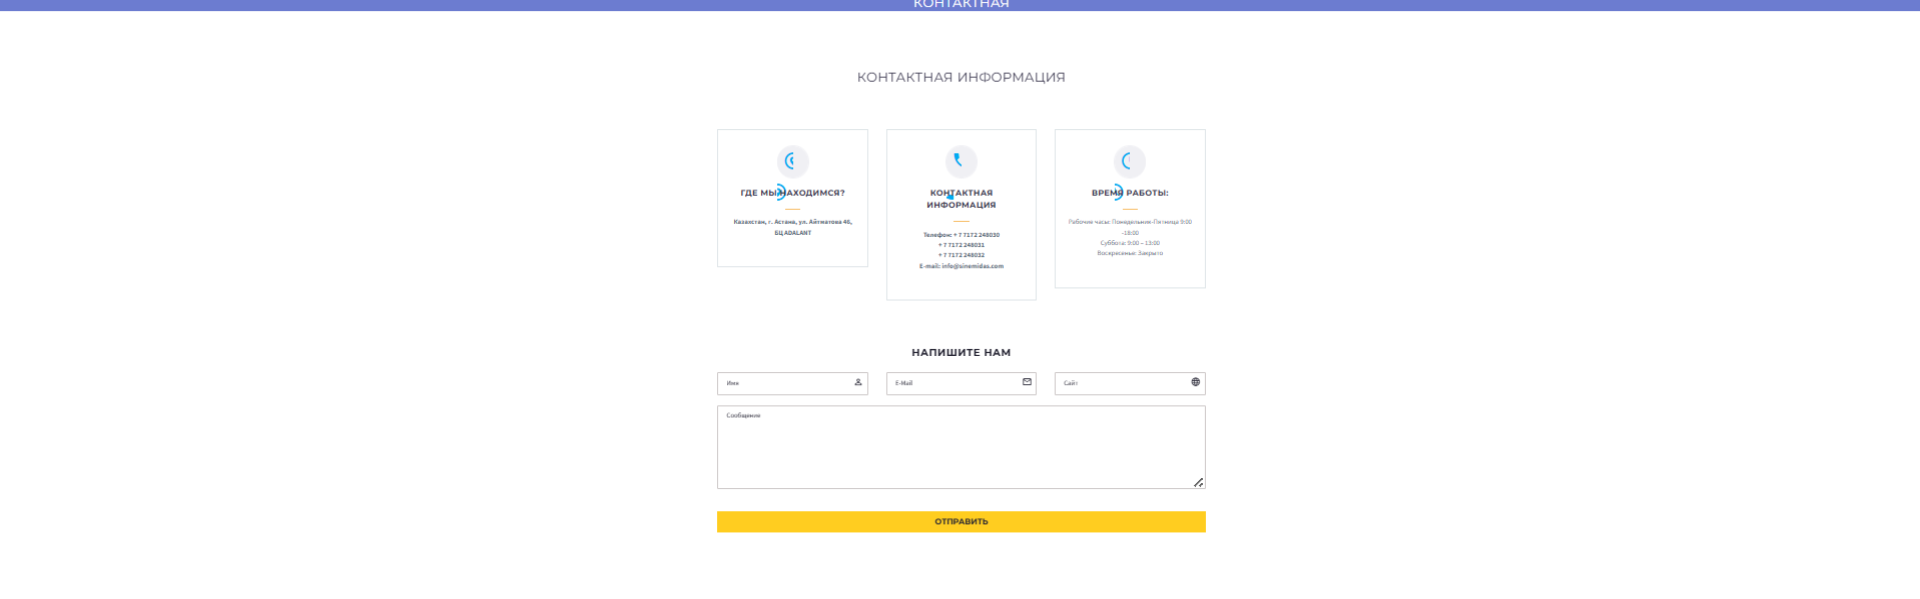 КОНТАКТНАЯ
КОНТАКТНАЯ ИНФОРМАЦИЯ
ГДЕ МЫ НАХОДИМСЯ?
Казахстан, г. Астана, ул. Айтматова 46,
БЦ ADALANT
КОНТАКТНАЯ
ИНФОРМАЦИЯ
Телефон: + 7 7172 248030
+ 7 7172 248031
+ 7 7172 248032
E-mail: info@sinomidas.com
ВРЕМЯ РАБОТЫ:
Рабочие часы: Понедельник-Пятница 9:00
-18:00
Суббота: 9:00 – 13:00
Воскресенье: Закрыто
НАПИШИТЕ НАМ
Имя
E-Mail
Сайт
Сообщение
ОТПРАВИТЬ